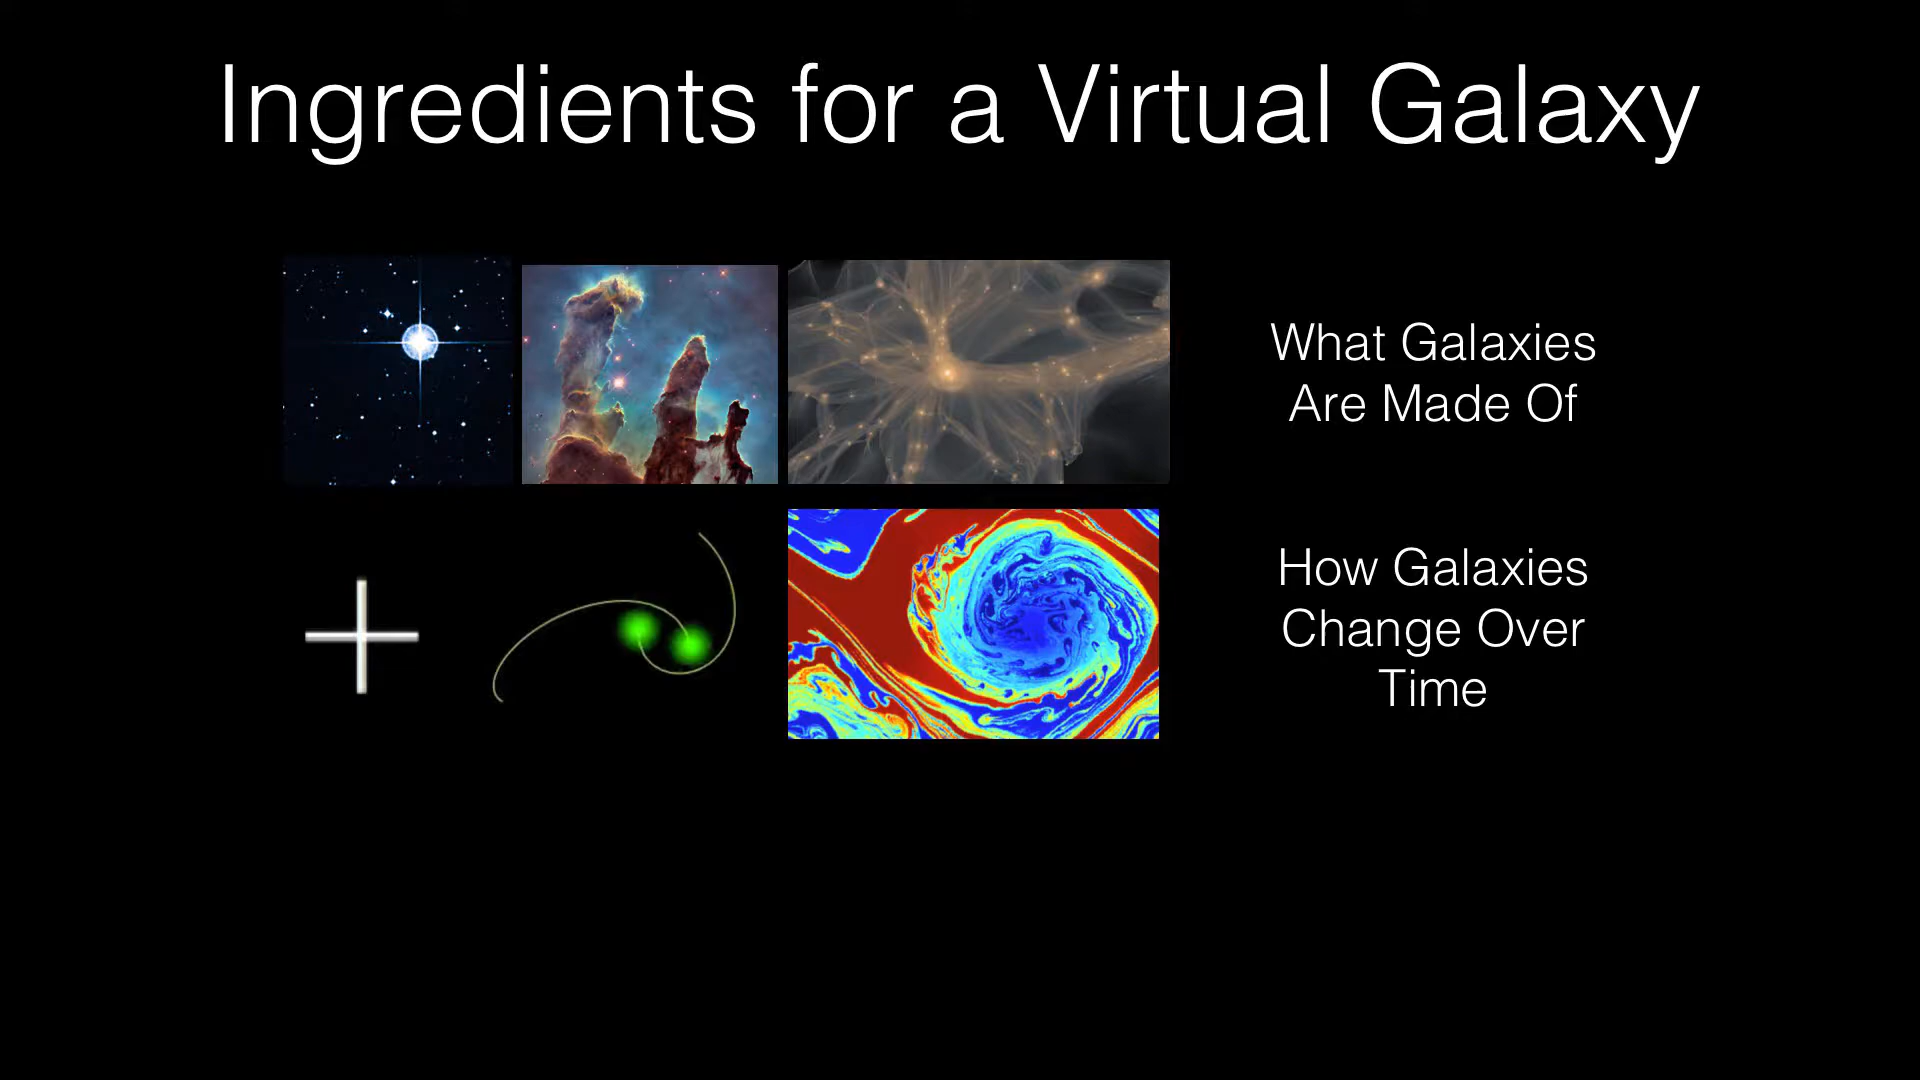 Ingredients for a Virtual Galaxy
What Galaxies
Are Made Of
How Galaxies
Change Over
Time